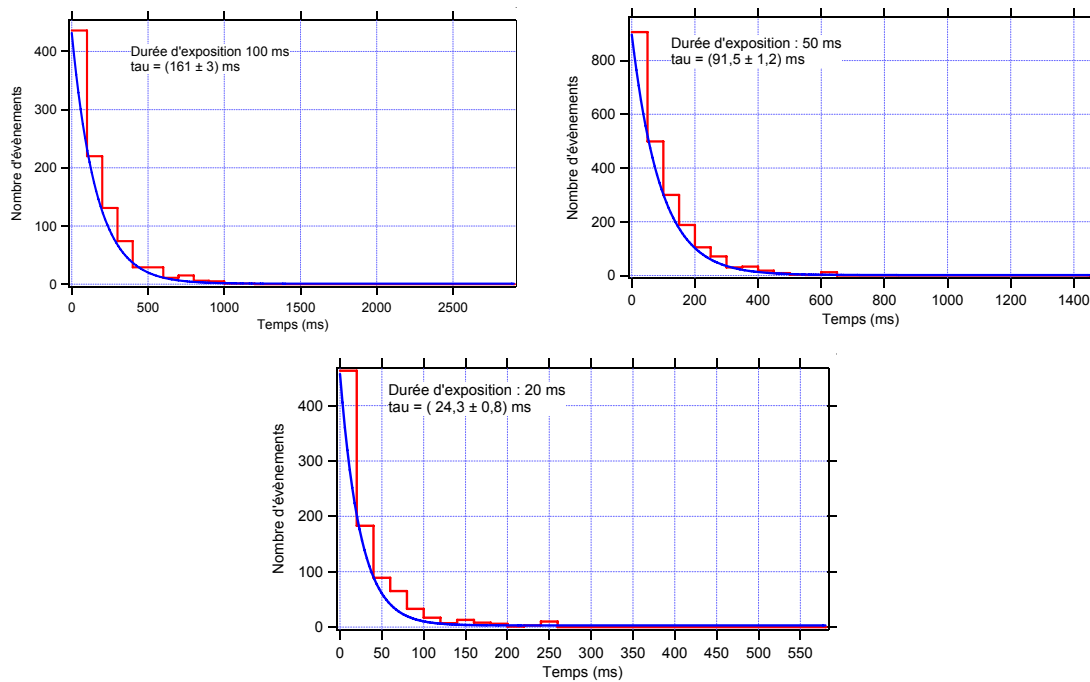 Durée d'exposition 100 ms
tau = (161 ± 3) ms
Nombre d'évènements
400
300
200
100
0
0 500 1000 1500 2000 2500
Temps (ms)
Durée d'exposition : 50 ms
tau = (91,5 ± 1,2) ms
Nombre d'évènements
800
600
400
200
0
0 200 400 600 800 1000 1200 1400
Temps (ms)
Durée d'exposition : 20 ms
tau = ( 24,3 ± 0,8) ms
Nombre d'évènements
400
300
200
100
0
0 50 100 150 200 250 300 350 400 450 500 550
Temps (ms)